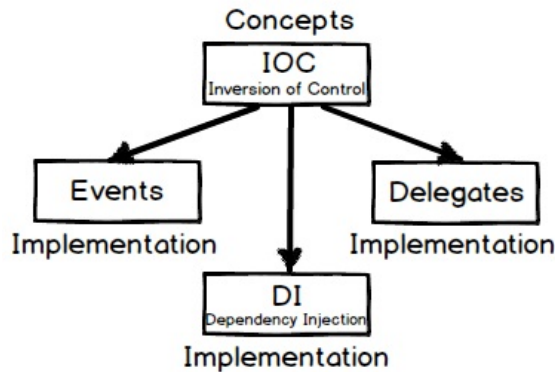 Concepts
IOC
Inversion of Control
Events
Delegates
Implementation
Implementation
DI
Dependency Injection
Implementation